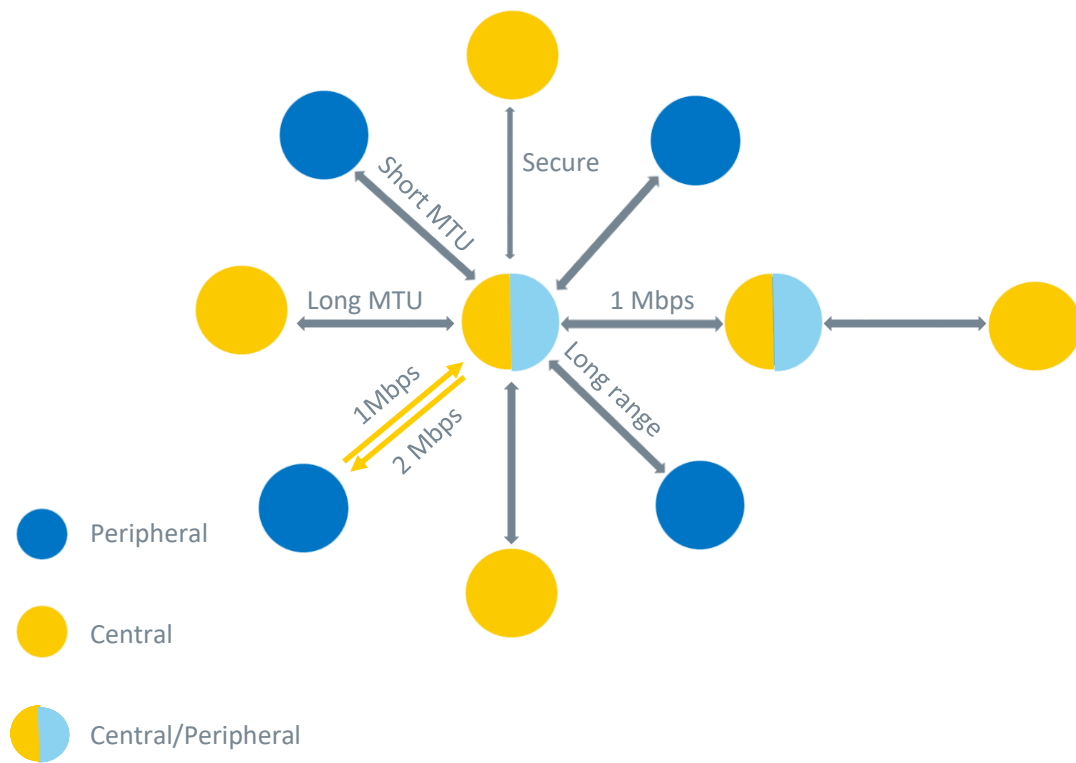 Secure
Short MTU
Long MTU
1 Mbps
Long range
1Mbps
2 Mbps
Peripheral
Central
Central/Peripheral